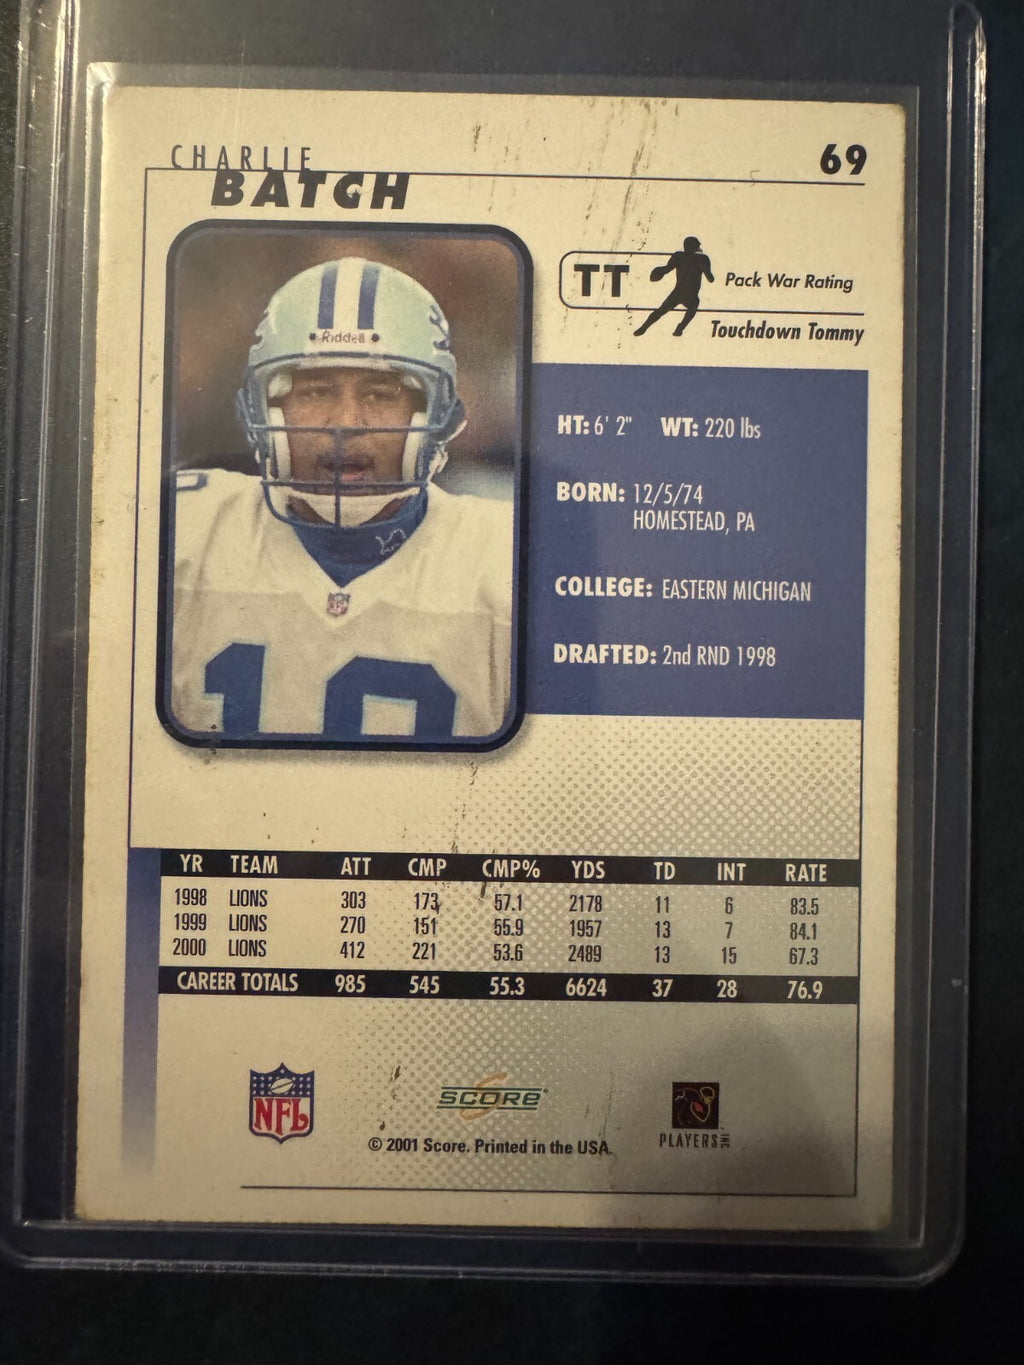 CHARLIE
BATCH
69
TT
Pack War Rating
Touchdown Tommy
Riddell
HT: 6' 2" WT: 220 lbs
BORN: 12/5/74
HOMESTEAD, PA
COLLEGE: EASTERN MICHIGAN
DRAFTED: 2nd RND 1998
10
YR TEAM ATT CMP CMP% YDS TD INT RATE
1998 LIONS 303 173 57.1 2178 11 6 83.5
1999 LIONS 270 151 55.9 1957 13 7 84.1
2000 LIONS 412 221 53.6 2489 13 15 67.3
CAREER TOTALS 985 545 55.3 6624 37 28 76.9
NFL
SCORE®
PLAYERS INC
© 2001 Score. Printed in the USA.